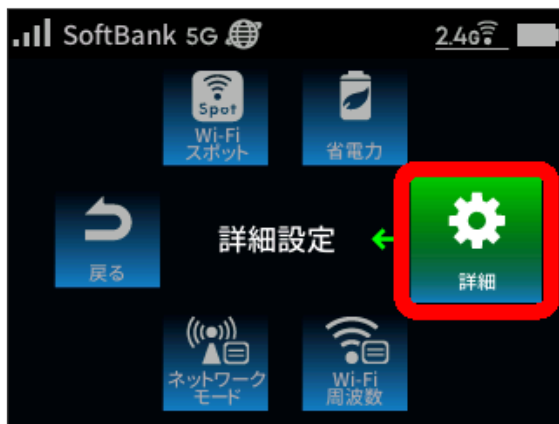 SoftBank 5G 2.4G
Spot
Wi-Fi
スポット
省電力
戻る
詳細設定
詳細
ネットワーク
モード
Wi-Fi
周波数